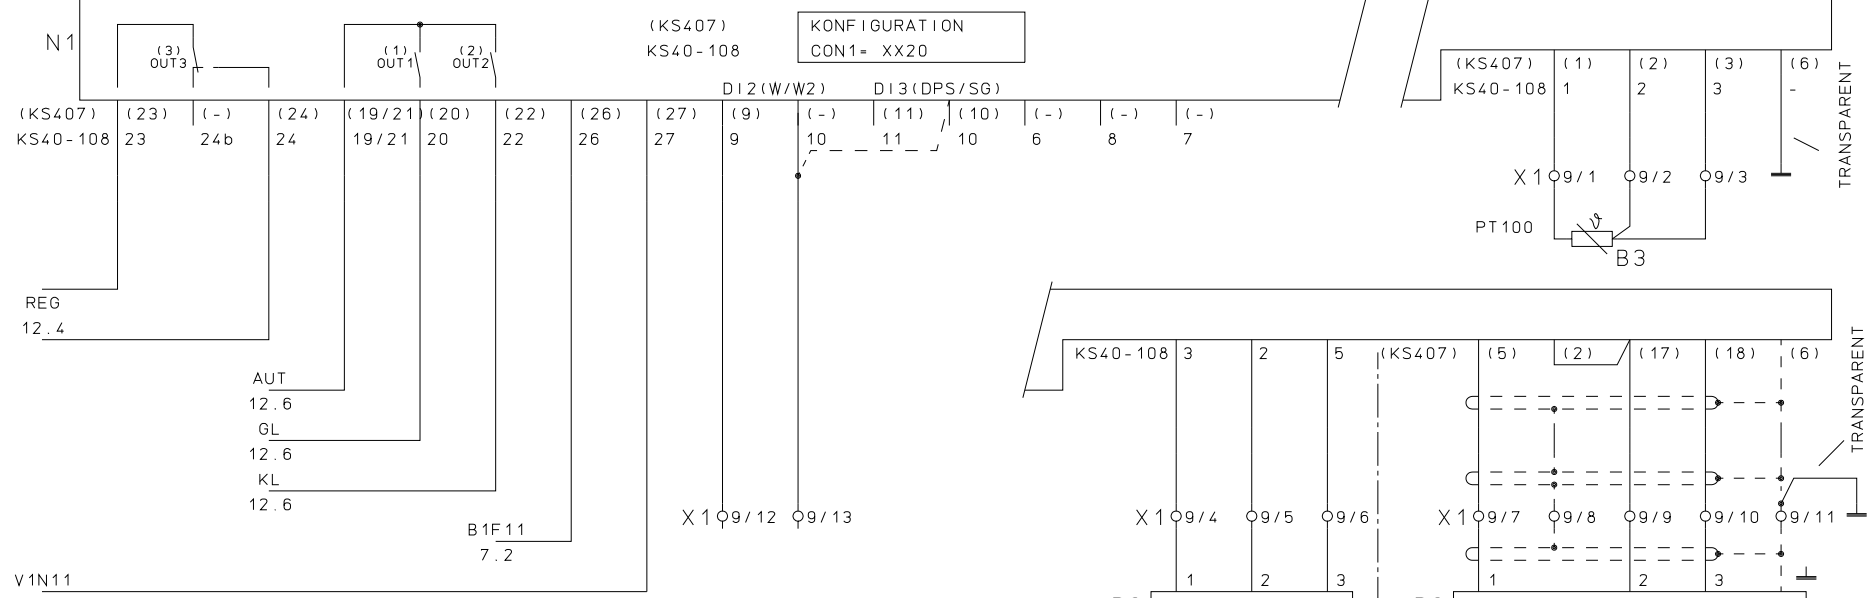 (KS407)
KONFIGURATION
N1
(3)
OUT3
(1)
OUT1
(2)
OUT2
KS40-108
CON1= XX20
(KS407) (1) (2) (3) (6)
KS40-108 1 2 3 -
TRANSPARENT
DI2(W/W2) DI3(DPS/SG)
(KS407) (23) (-) (24) (19/21) (20) (22) (26) (27) (9) (-) (11) (10) (-) (-) (-)
KS40-108 23 24b 24 19/21 20 22 26 27 9 10 11 10 6 8 7
X1 9/1 9/2 9/3
PT100
B3
REG
12.4
KS40-108 3 2 5 (KS407) (5) (2) (17) (18) (6)
TRANSPARENT
AUT
12.6
GL
12.6
KL
12.6
X1 9/12 9/13
X1 9/4 9/5 9/6
X1 9/7 9/8 9/9 9/10 9/11
B1F11
7.2
V1N11
1 2 3
1 2 3